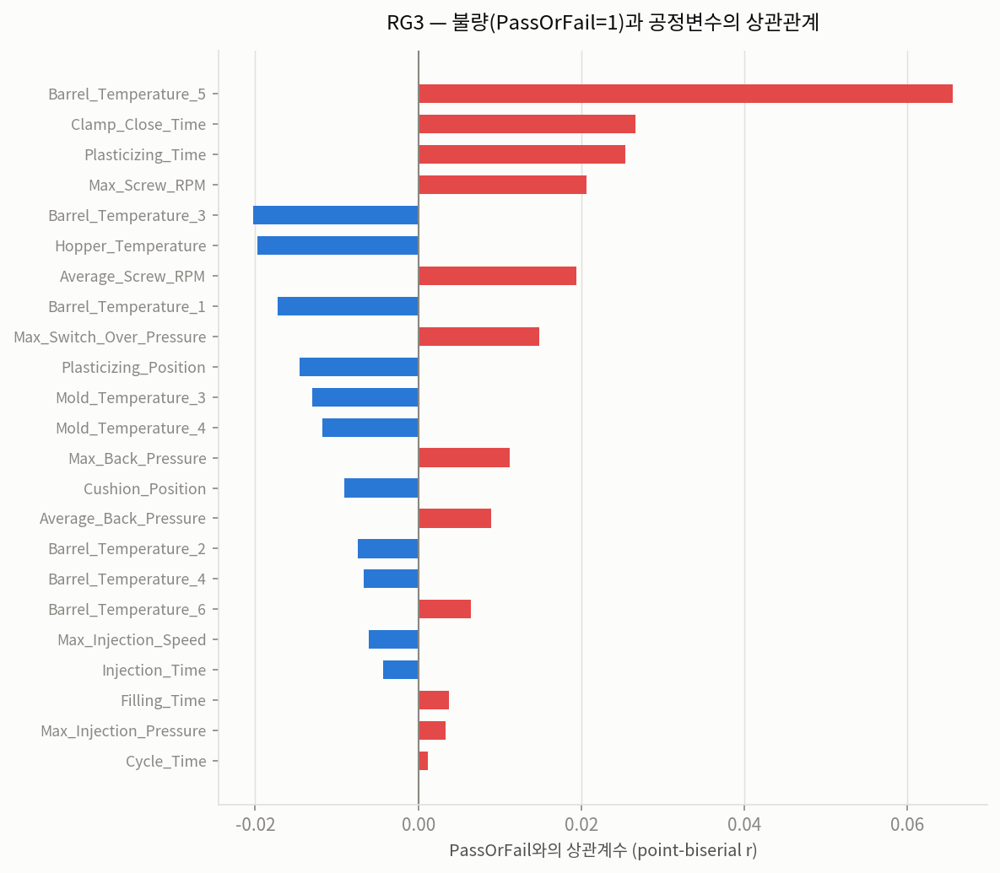 RG3 — 불량(PassOrFail=1)과 공정변수의 상관관계
Barrel_Temperature_5
Clamp_Close_Time
Plasticizing_Time
Max_Screw_RPM
Barrel_Temperature_3
Hopper_Temperature
Average_Screw_RPM
Barrel_Temperature_1
Max_Switch_Over_Pressure
Plasticizing_Position
Mold_Temperature_3
Mold_Temperature_4
Max_Back_Pressure
Cushion_Position
Average_Back_Pressure
Barrel_Temperature_2
Barrel_Temperature_4
Barrel_Temperature_6
Max_Injection_Speed
Injection_Time
Filling_Time
Max_Injection_Pressure
Cycle_Time
-0.02 0.00 0.02 0.04 0.06
PassOrFail와의 상관계수 (point-biserial r)